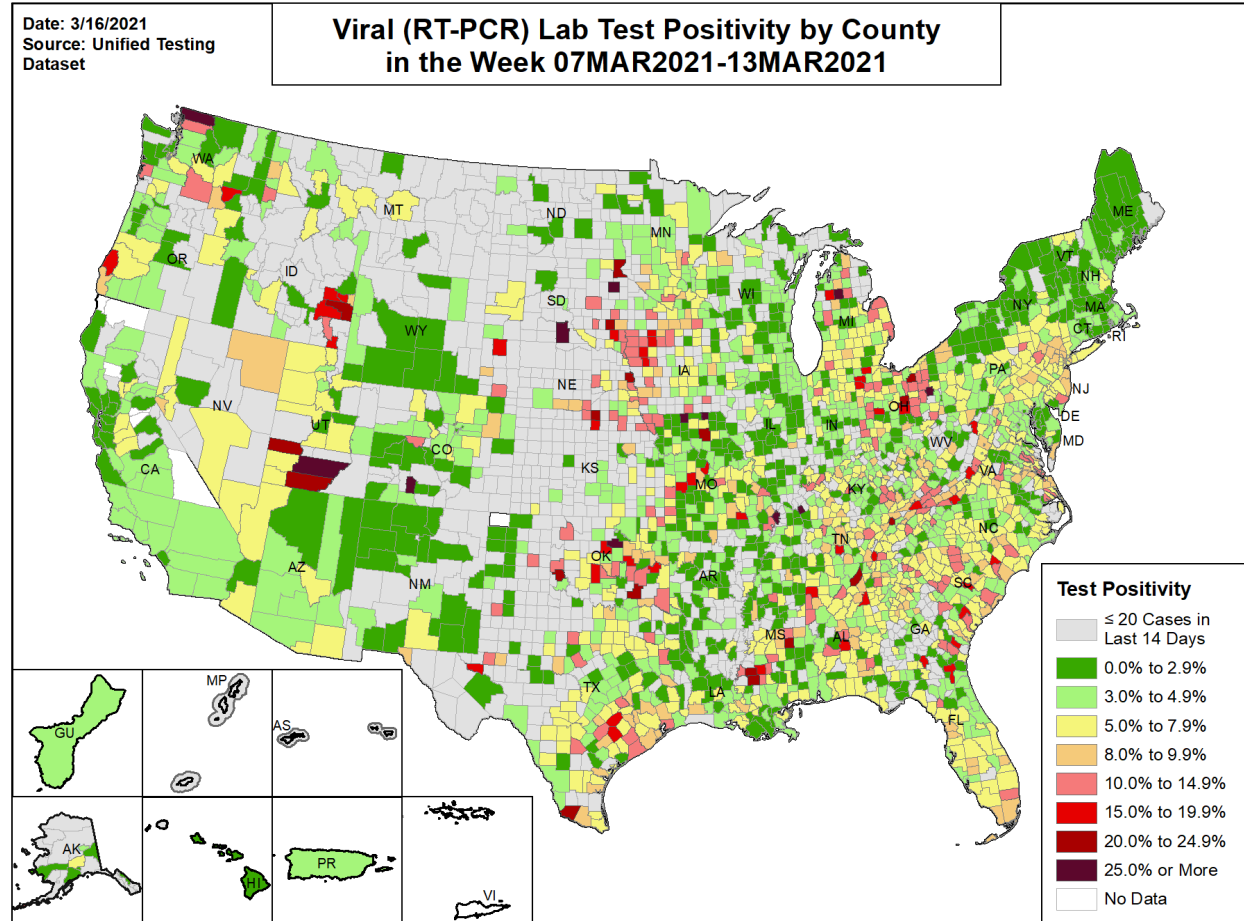 Date: 3/16/2021
Source: Unified Testing
Dataset
Viral (RT-PCR) Lab Test Positivity by County
in the Week 07MAR2021-13MAR2021
WA
MT
ND
MN
ME
OR
ID
SD
WI
VT
NH
NY
MA
WY
MI
CT
RI
IA
PA
NE
NJ
NV
OH
DE
UT
IL
IN
MD
CO
WV
CA
KS
MO
VA
KY
NC
TN
OK
AZ
AR
NM
SC
MS
AL
GA
TX
LA
FL
MP
GU
AS
AK
HI
PR
VI
Test Positivity
≤ 20 Cases in
Last 14 Days
0.0% to 2.9%
3.0% to 4.9%
5.0% to 7.9%
8.0% to 9.9%
10.0% to 14.9%
15.0% to 19.9%
20.0% to 24.9%
25.0% or More
No Data